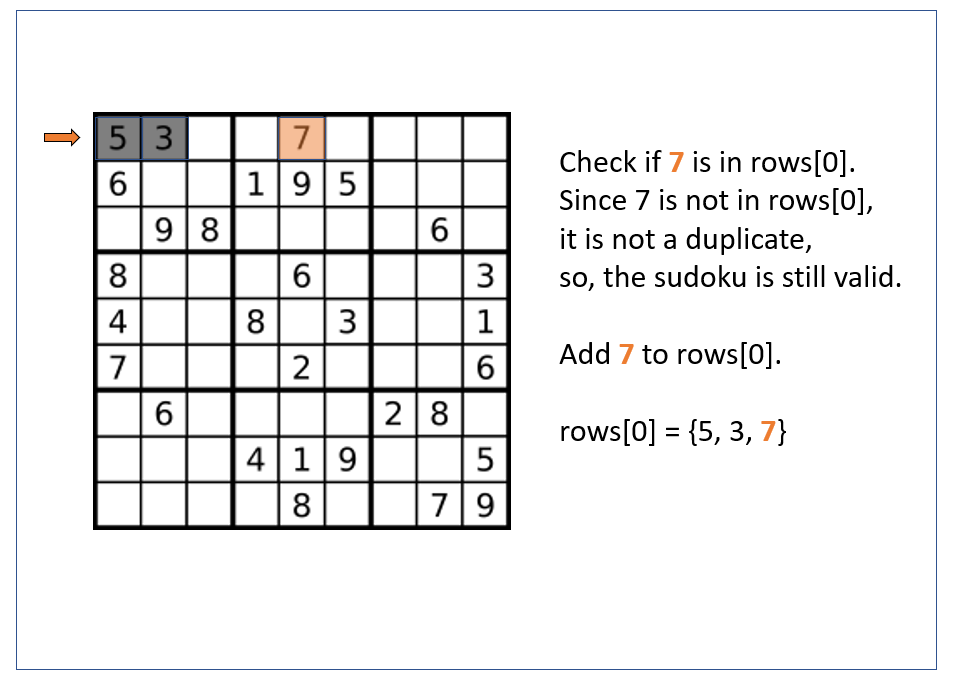 5 3 7
6 1 9 5
9 8 6
8 6 3
4 8 3 1
7 2 6
6 2 8
4 1 9 5
8 7 9
Check if 7 is in rows[0].
Since 7 is not in rows[0],
it is not a duplicate,
so, the sudoku is still valid.
Add 7 to rows[0].
rows[0] = {5, 3, 7}